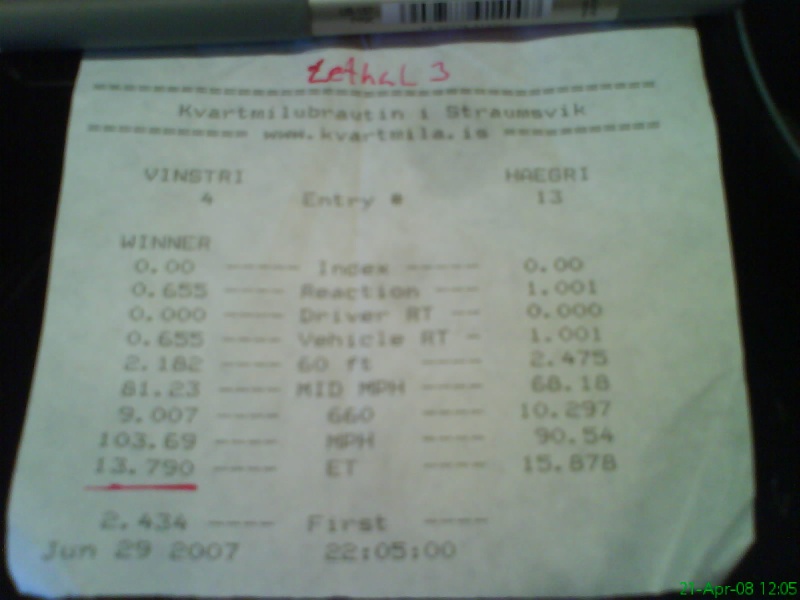 Lethal 3
===============================================
Kvartmilubrautin i Straumsvik
============= www.kvartmila.is =============
VINSTRI HAEGRI
4 Entry # 13
WINNER
0.00 ----- Index ----- 0.00
0.655 ---- Reaction --- 1.001
0.000 ---- Driver RT -- 0.000
0.655 ---- Vehicle RT - 1.001
2.182 ---- 60 ft ---- 2.475
81.23 ---- MID MPH ---- 68.18
9.007 ---- 660 ---- 10.297
103.69 ---- MPH ---- 90.54
13.790 ---- ET ---- 15.878
2.434 ---- First ----
Jun 29 2007 22:05:00
21-Apr-08 12:05